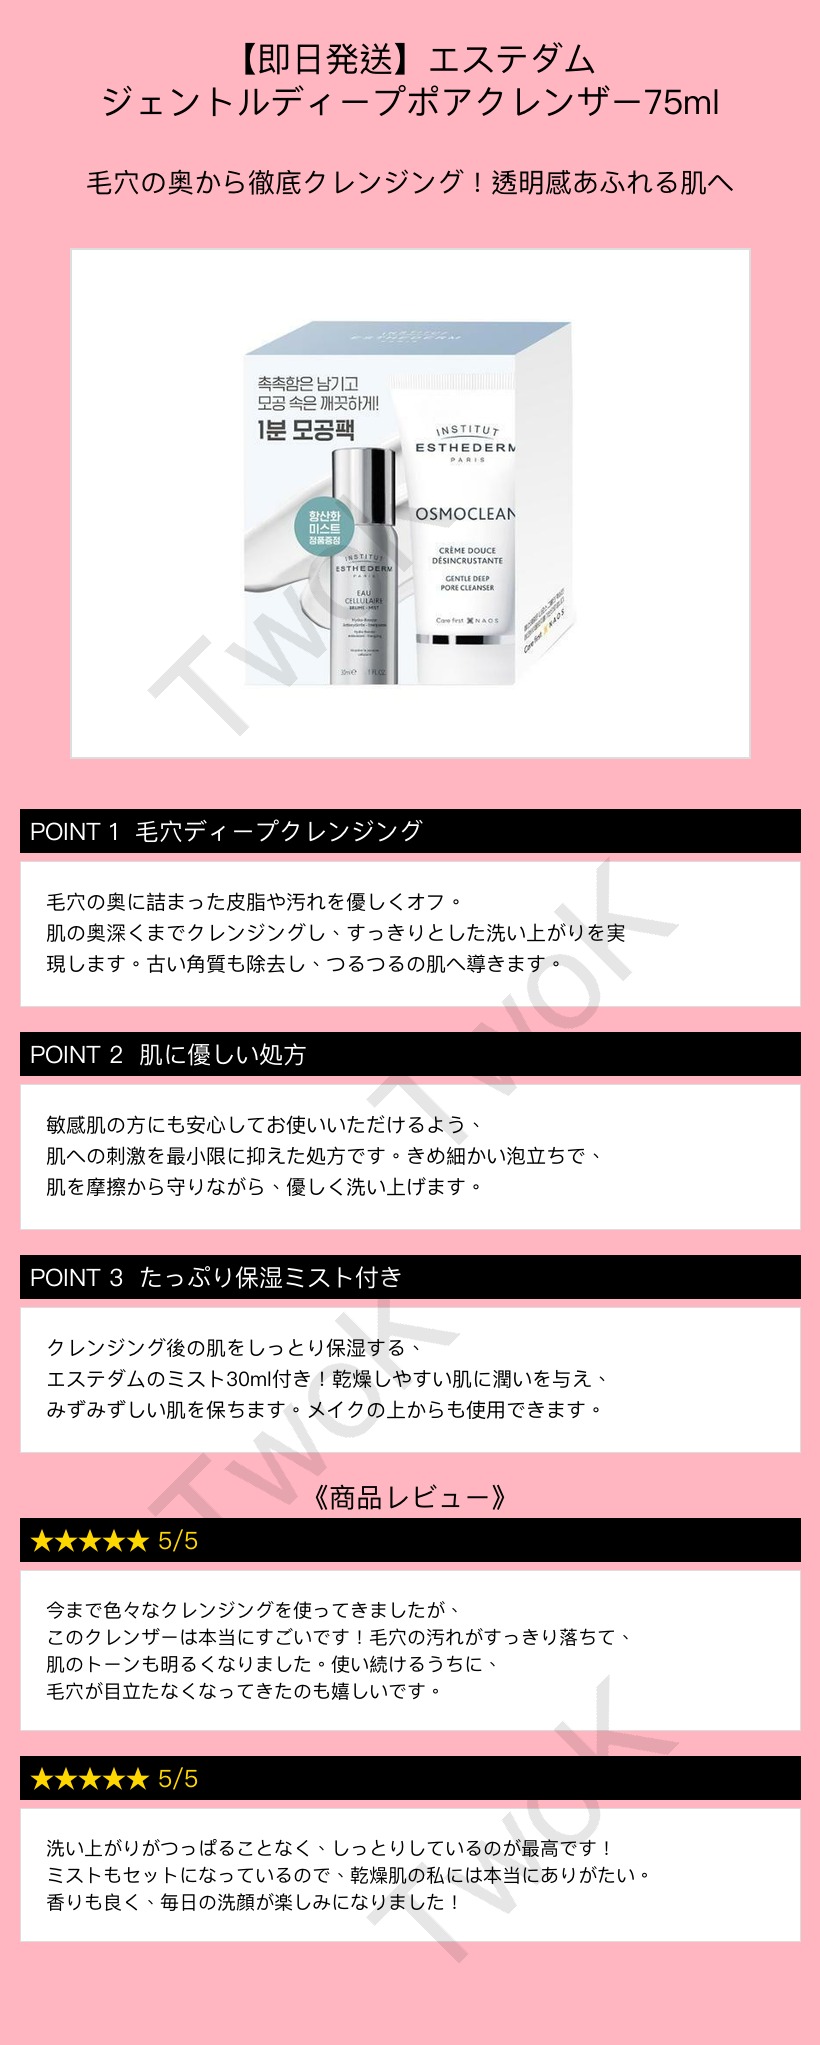 【即日発送】エステダム
ジェントルディープポアクレンザー75ml
毛穴の奥から徹底クレンジング！透明感あふれる肌へ
INSTITUT
ESTHEDERM
PARIS
촉촉함은 남기고
모공 속은 깨끗하게!
1분 모공팩
항산화
미스트
정품증정
INSTITUT
ESTHEDERM
PARIS
EAU
CELLULAIRE
BRUME - MIST
30ml℮ 1 FL.OZ.
INSTITUT
ESTHEDERM
PARIS
OSMOCLEAN
CRÈME DOUCE
DÉSINCRUSTANTE
GENTLE DEEP
PORE CLEANSER
Care first NAOS
Care first NAOS
POINT 1 毛穴ディープクレンジング
毛穴の奥に詰まった皮脂や汚れを優しくオフ。
肌の奥深くまでクレンジングし、すっきりとした洗い上がりを実
現します。古い角質も除去し、つるつるの肌へ導きます。
POINT 2 肌に優しい処方
敏感肌の方にも安心してお使いいただけるよう、
肌への刺激を最小限に抑えた処方です。きめ細かい泡立ちで、
肌を摩擦から守りながら、優しく洗い上げます。
POINT 3 たっぷり保湿ミスト付き
クレンジング後の肌をしっとり保湿する、
エステダムのミスト30ml付き！乾燥しやすい肌に潤いを与え、
みずみずしい肌を保ちます。メイクの上からも使用できます。
《商品レビュー》
★★★★★ 5/5
今まで色々なクレンジングを使ってきましたが、
このクレンザーは本当にすごいです！毛穴の汚れがすっきり落ちて、
肌のトーンも明るくなりました。使い続けるうちに、
毛穴が目立たなくなってきたのも嬉しいです。
★★★★★ 5/5
洗い上がりがつっぱることなく、しっとりしているのが最高です！
ミストもセットになっているので、乾燥肌の私には本当にありがたい。
香りも良く、毎日の洗顔が楽しみになりました！
TwoK
TwoK
TwoK
TwoK